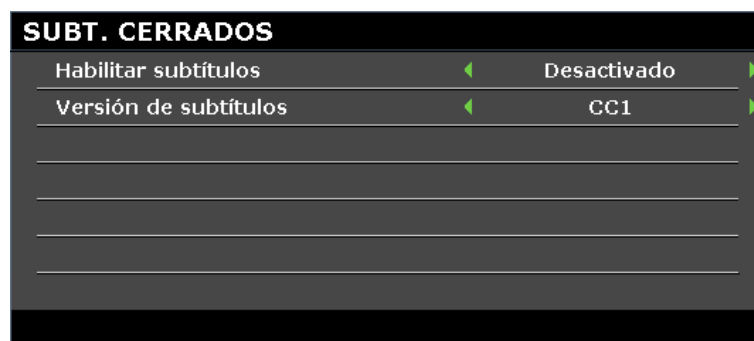 SUBT. CERRADOS
Habilitar subtítulos Desactivado
Versión de subtítulos CC1